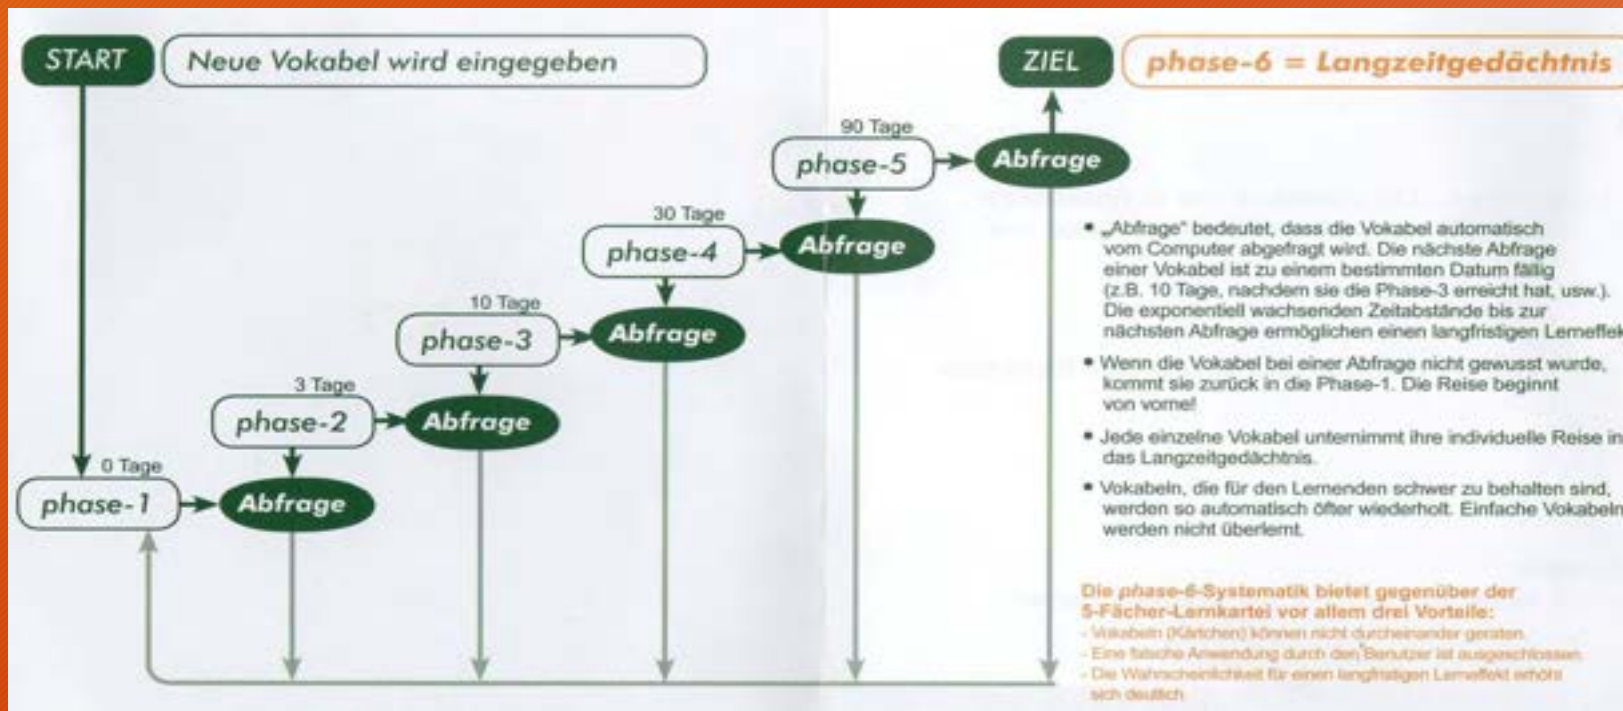 START
Neue Vokabel wird eingegeben
ZIEL
phase-6 = Langzeitgedächtnis
90 Tage
phase-5
Abfrage
30 Tage
phase-4
Abfrage
10 Tage
phase-3
Abfrage
3 Tage
phase-2
Abfrage
0 Tage
phase-1
Abfrage
• „Abfrage" bedeutet, dass die Vokabel automatisch
vom Computer abgefragt wird. Die nächste Abfrage
einer Vokabel ist zu einem bestimmten Datum fällig
(z.B. 10 Tage, nachdem sie die Phase-3 erreicht hat, usw.).
Die exponentiell wachsenden Zeitabstände bis zur
nächsten Abfrage ermöglichen einen langfristigen Lerneffek
• Wenn die Vokabel bei einer Abfrage nicht gewusst wurde,
kommt sie zurück in die Phase-1. Die Reise beginnt
von vorne!
• Jede einzelne Vokabel unternimmt ihre individuelle Reise in
das Langzeitgedächtnis.
• Vokabeln, die für den Lernenden schwer zu behalten sind,
werden so automatisch öfter wiederholt. Einfache Vokabeln
werden nicht überlernt.
Die phase-6-Systematik bietet gegenüber der
5-Fächer-Lernkartei vor allem drei Vorteile:
- Vokabeln (Kärtchen) können nicht durcheinander geraten.
- Eine falsche Anwendung durch den Benutzer ist ausgeschlossen.
- Die Wahrscheinlichkeit für einen langfristigen Lerneffekt erhöht
sich deutlich